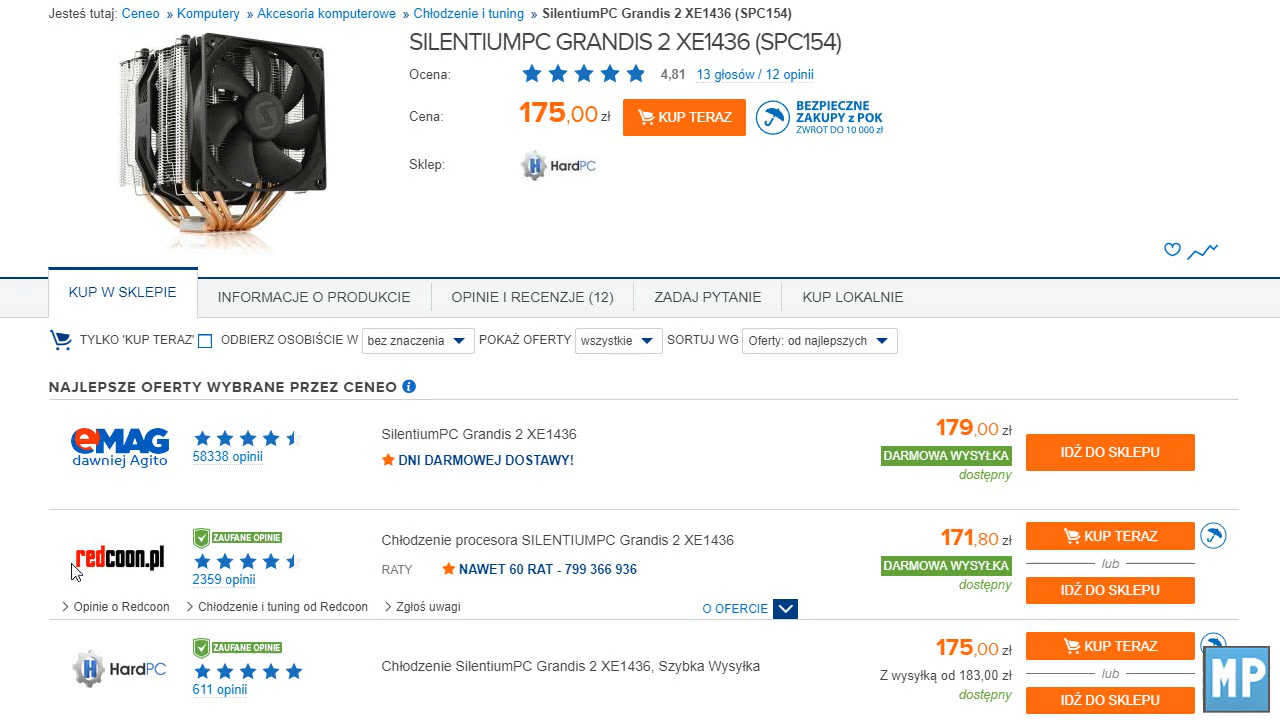 Jesteś tutaj: Ceneo » Komputery » Akcesoria komputerowe » Chłodzenie i tuning » SilentiumPC Grandis 2 XE1436 (SPC154)
SILENTIUMPC GRANDIS 2 XE1436 (SPC154)
Ocena: 4,81 13 głosów / 12 opinii
Cena: 175,00 zł KUP TERAZ
BEZPIECZNE
ZAKUPY z POK
ZWROT DO 10 000 zł
Sklep: HardPC
KUP W SKLEPIE INFORMACJE O PRODUKCIE OPINIE I RECENZJE (12) ZADAJ PYTANIE KUP LOKALNIE
TYLKO 'KUP TERAZ' ODBIERZ OSOBIŚCIE W bez znaczenia POKAŻ OFERTY wszystkie SORTUJ WG Oferty: od najlepszych
NAJLEPSZE OFERTY WYBRANE PRZEZ CENEO i
eMAG
dawniej Agito
58338 opinii
SilentiumPC Grandis 2 XE1436
DNI DARMOWEJ DOSTAWY!
179,00 zł
DARMOWA WYSYŁKA
dostępny
IDŹ DO SKLEPU
redcoon.pl
ZAUFANE OPINIE
2359 opinii
Chłodzenie procesora SILENTIUMPC Grandis 2 XE1436
RATY NAWET 60 RAT - 799 366 936
171,80 zł
DARMOWA WYSYŁKA
dostępny
KUP TERAZ
lub
IDŹ DO SKLEPU
Opinie o Redcoon Chłodzenie i tuning od Redcoon Zgłoś uwagi O OFERCIE
HardPC
ZAUFANE OPINIE
611 opinii
Chłodzenie SilentiumPC Grandis 2 XE1436, Szybka Wysyłka
175,00 zł
Z wysyłką od 183,00 zł
dostępny
KUP TERAZ
lub
IDŹ DO SKLEPU
MP